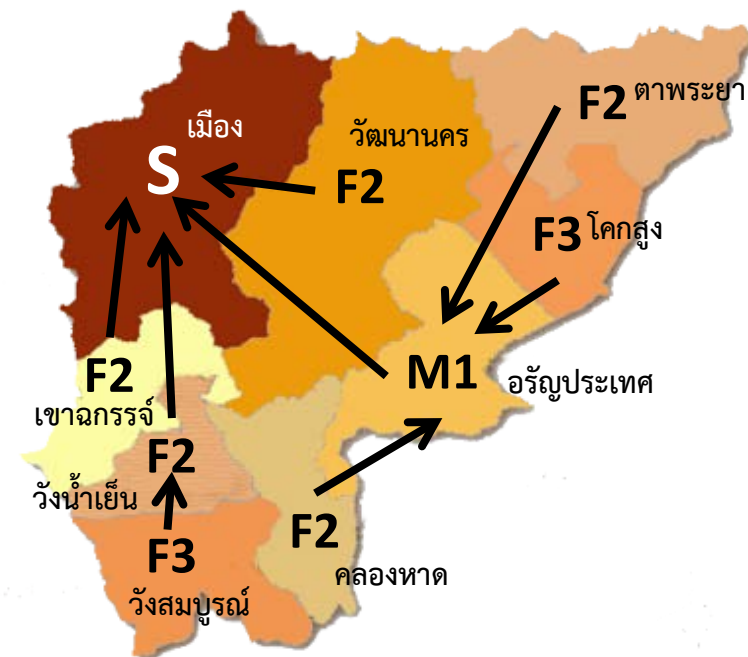 เมือง
S
วัฒนานคร
F2
F2 ตาพระยา
F3 โคกสูง
M1 อรัญประเทศ
F2
เขาฉกรรจ์
F2
วังน้ำเย็น
F2
คลองหาด
F3
วังสมบูรณ์